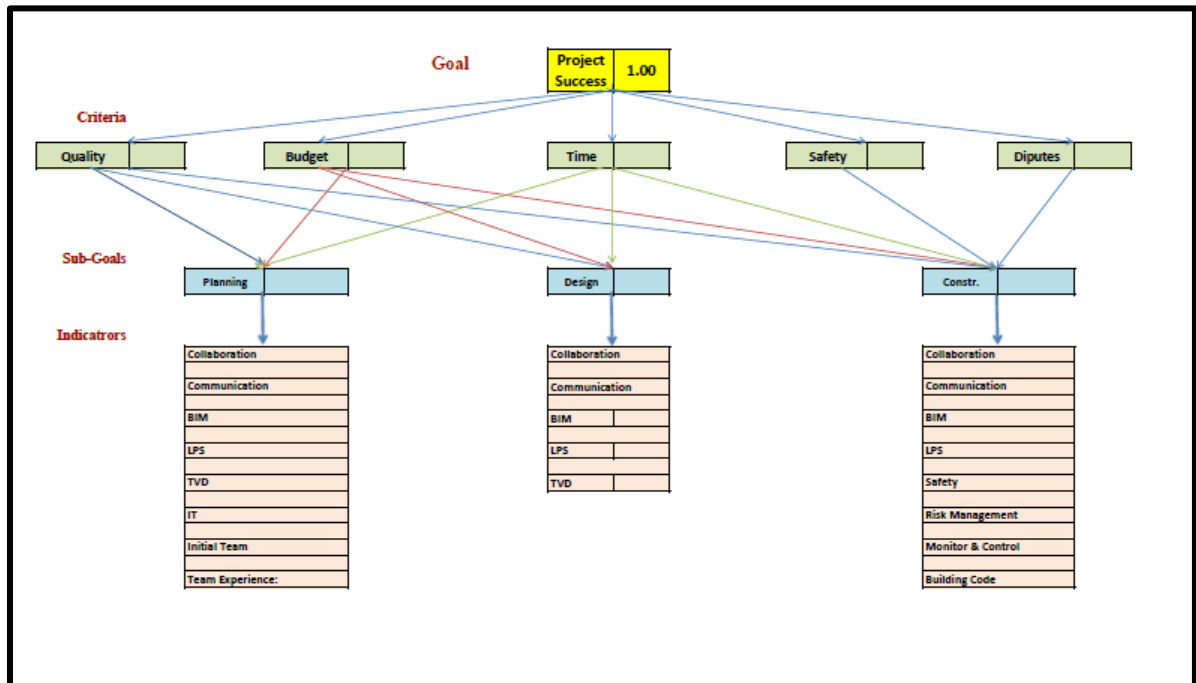 Goal
Project Success 1.00
Criteria
Quality
Budget
Time
Safety
Diputes
Sub-Goals
Planning
Design
Constr.
Indicatrors
Collaboration
Communication
BIM
LPS
TVD
IT
Initial Team
Team Experience:
Collaboration
Communication
BIM
LPS
TVD
Collaboration
Communication
BIM
LPS
Safety
Risk Management
Monitor & Control
Building Code